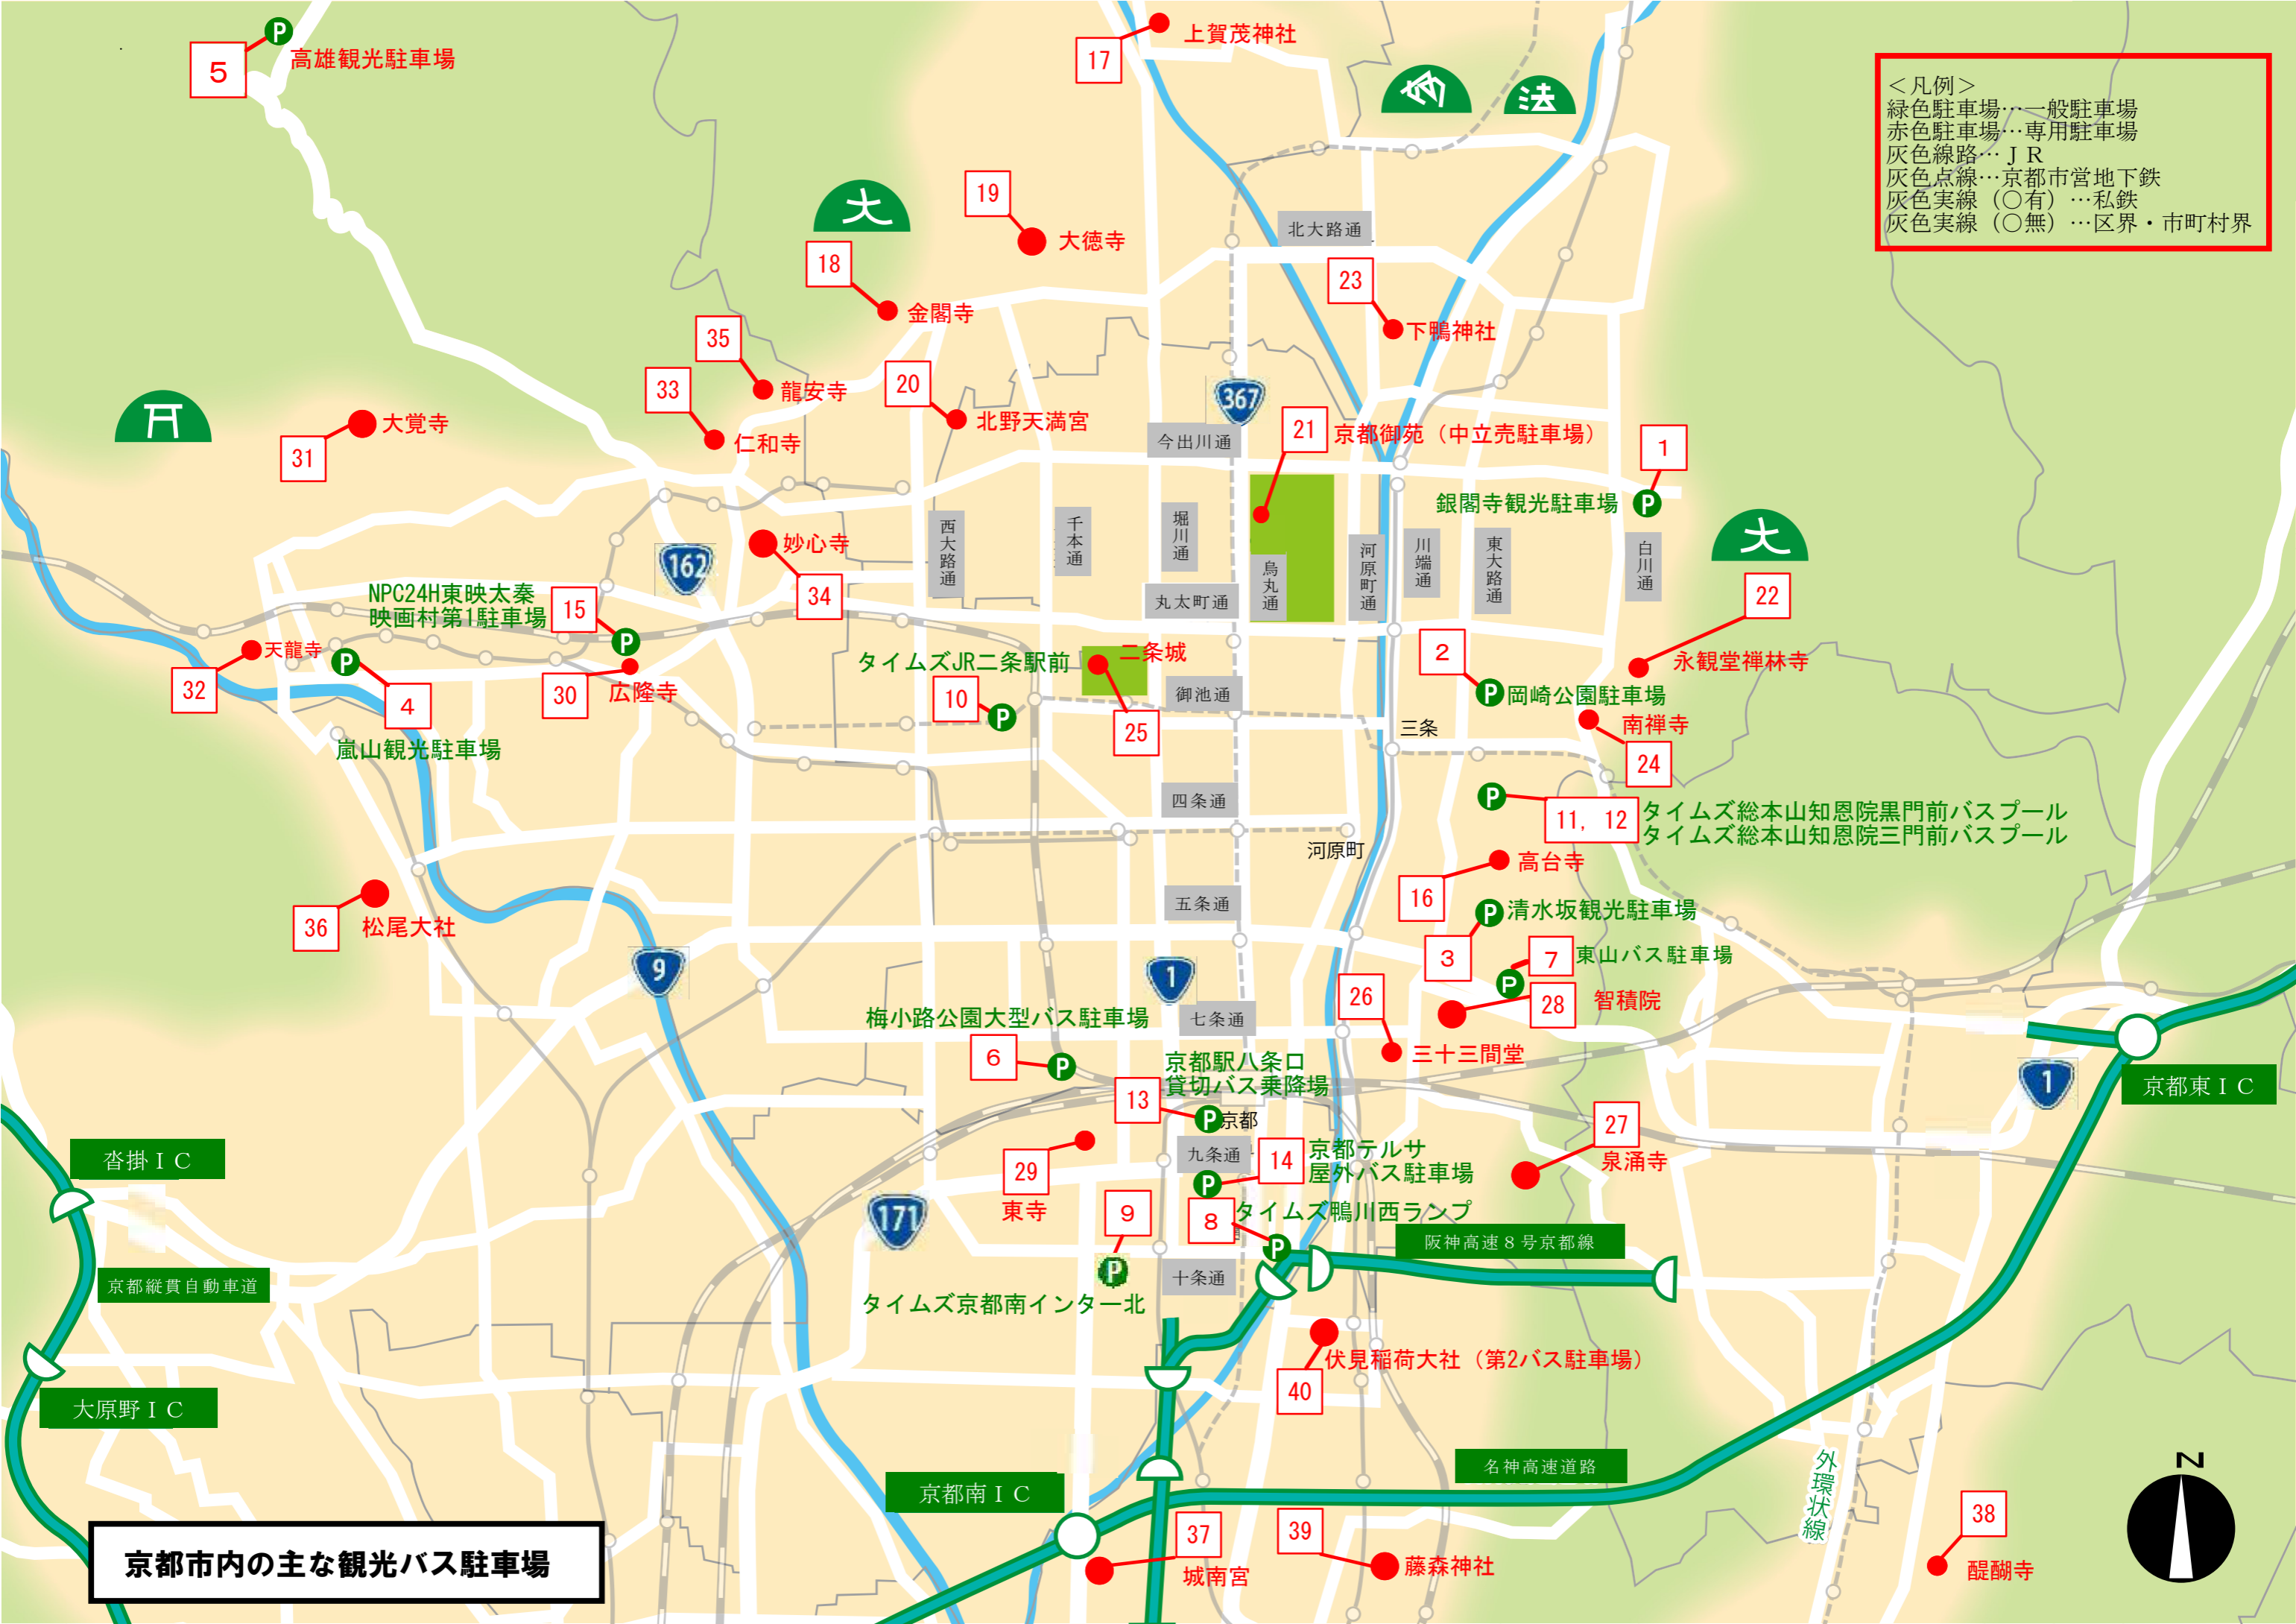 5
高雄観光駐車場
17
上賀茂神社
妙
法
＜凡例＞
緑色駐車場…一般駐車場
赤色駐車場…専用駐車場
灰色線路…ＪＲ
灰色点線…京都市営地下鉄
灰色実線（○有）…私鉄
灰色実線（○無）…区界・市町村界
大
19
大徳寺
北大路通
18
金閣寺
23
下鴨神社
35
龍安寺
33
仁和寺
20
北野天満宮
367
31
大覚寺
今出川通
21
京都御苑（中立売駐車場）
1
銀閣寺観光駐車場
西大路通
千本通
堀川通
烏丸通
河原町通
川端通
東大路通
白川通
大
162
妙心寺
34
丸太町通
22
永観堂禅林寺
NPC24H東映太秦
映画村第1駐車場
15
32
天龍寺
4
嵐山観光駐車場
30
広隆寺
タイムズJR二条駅前
10
二条城
25
御池通
2
岡崎公園駐車場
南禅寺
24
三条
四条通
河原町
11, 12
タイムズ総本山知恩院黒門前バスプール
タイムズ総本山知恩院三門前バスプール
16
高台寺
36
松尾大社
五条通
3
清水坂観光駐車場
7
東山バス駐車場
9
1
26
28
智積院
梅小路公園大型バス駐車場
6
七条通
三十三間堂
京都駅八条口
貸切バス乗降場
13
京都
1
京都東ＩＣ
27
泉涌寺
沓掛ＩＣ
29
東寺
九条通
14
京都テルサ
屋外バス駐車場
171
9
8
タイムズ鴨川西ランプ
阪神高速８号京都線
京都縦貫自動車道
タイムズ京都南インター北
十条通
40
伏見稲荷大社（第2バス駐車場）
大原野ＩＣ
京都南ＩＣ
名神高速道路
外環状線
37
城南宮
39
藤森神社
38
醍醐寺
N
京都市内の主な観光バス駐車場
P
P
P
P
P
P
P
P
P
P
P
P
P
P